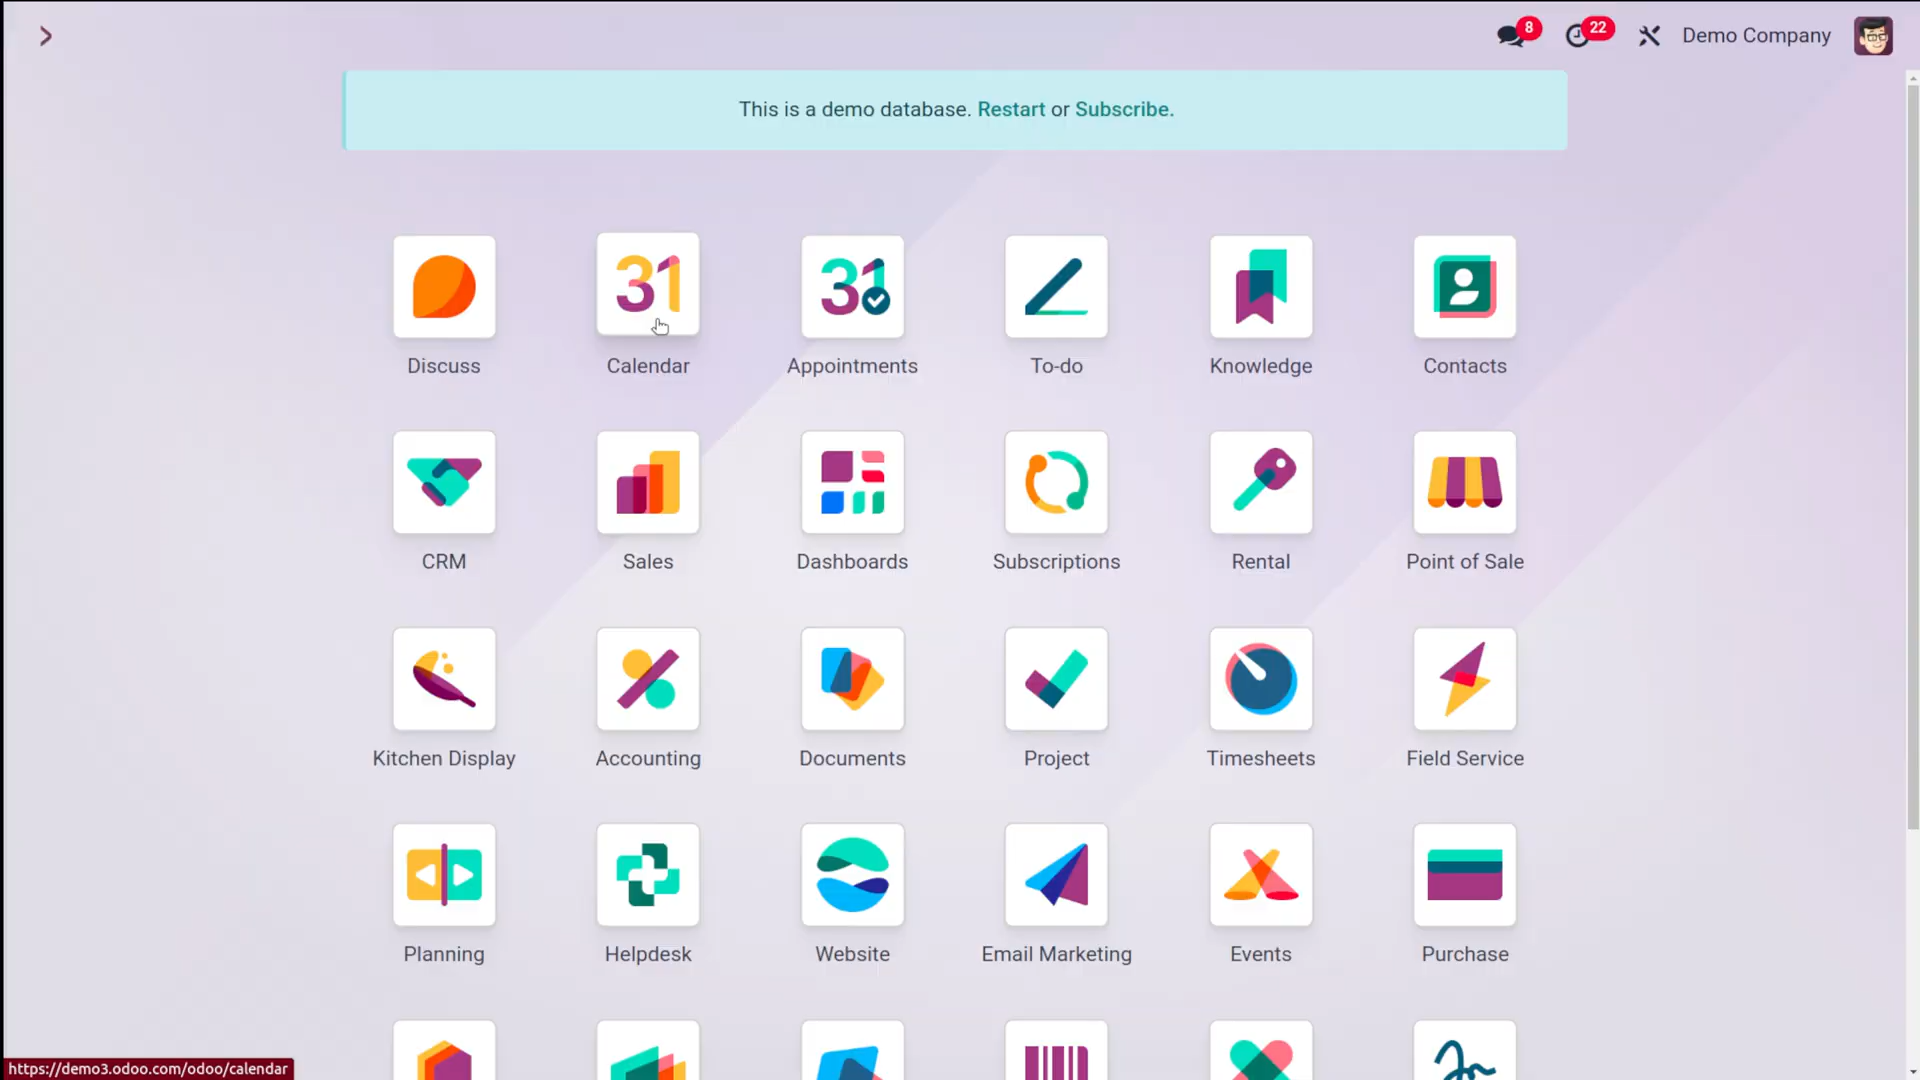 8
22
Demo Company
This is a demo database. Restart or Subscribe.
31
31
Discuss
Calendar
Appointments
To-do
Knowledge
Contacts
CRM
Sales
Dashboards
Subscriptions
Rental
Point of Sale
Kitchen Display
Accounting
Documents
Project
Timesheets
Field Service
Planning
Helpdesk
Website
Email Marketing
Events
Purchase
https://demo3.odoo.com/odoo/calendar